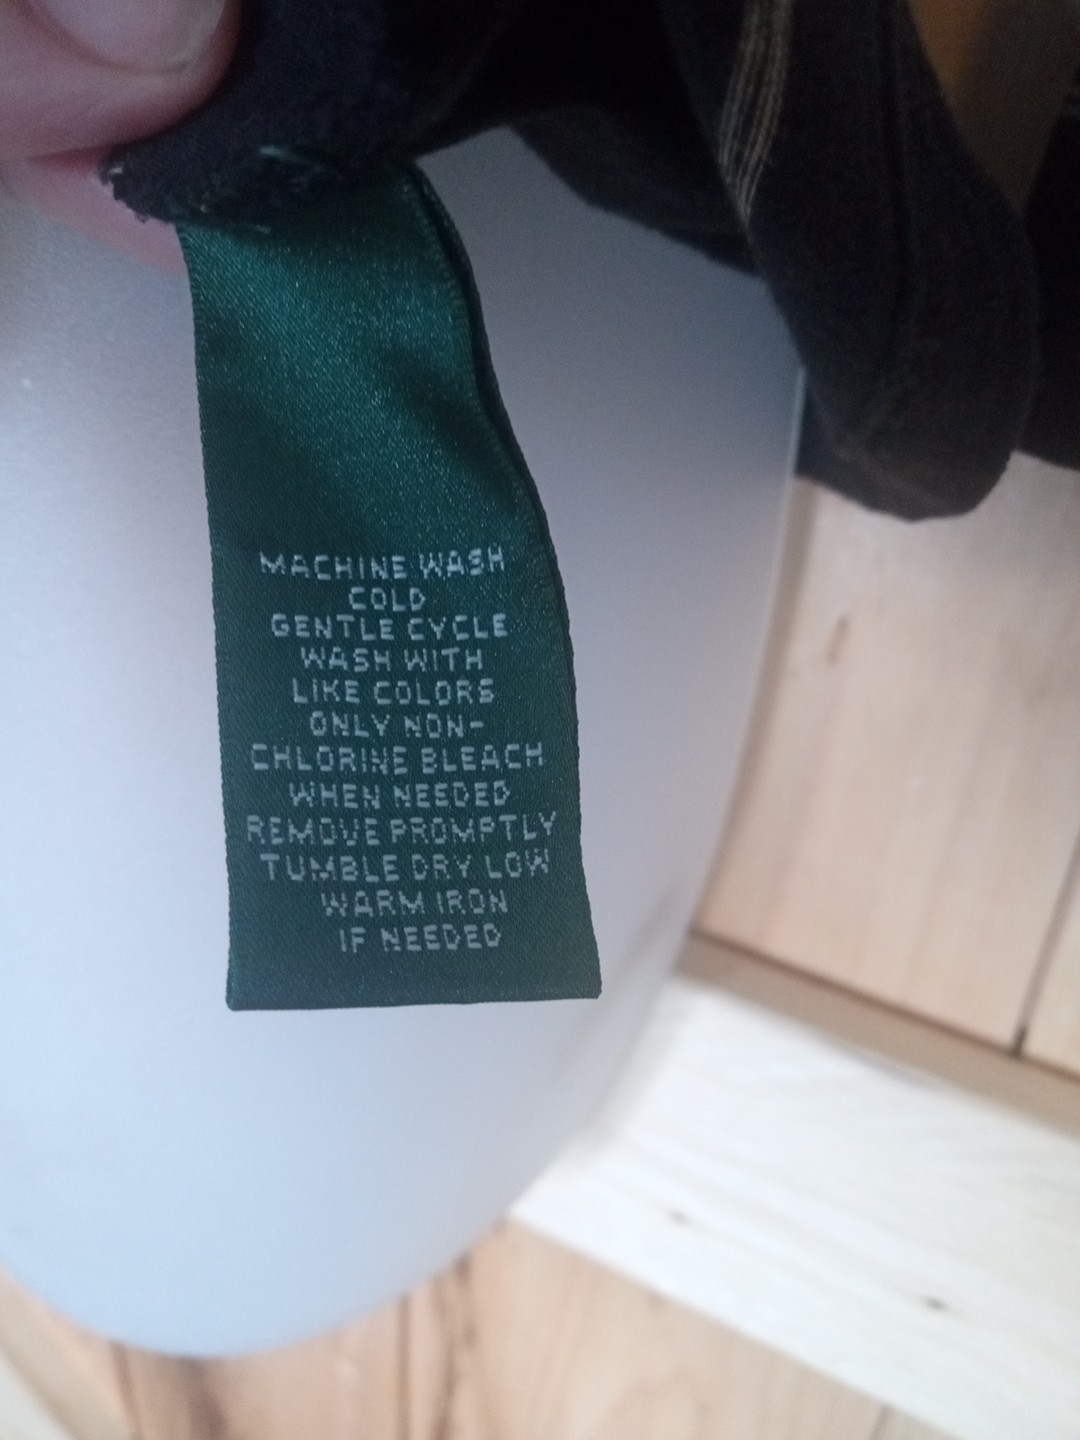 MACHINE WASH
COLD
GENTLE CYCLE
WASH WITH
LIKE COLORS
ONLY NON-
CHLORINE BLEACH
WHEN NEEDED
REMOVE PROMPTLY
TUMBLE DRY LOW
WARM IRON
IF NEEDED